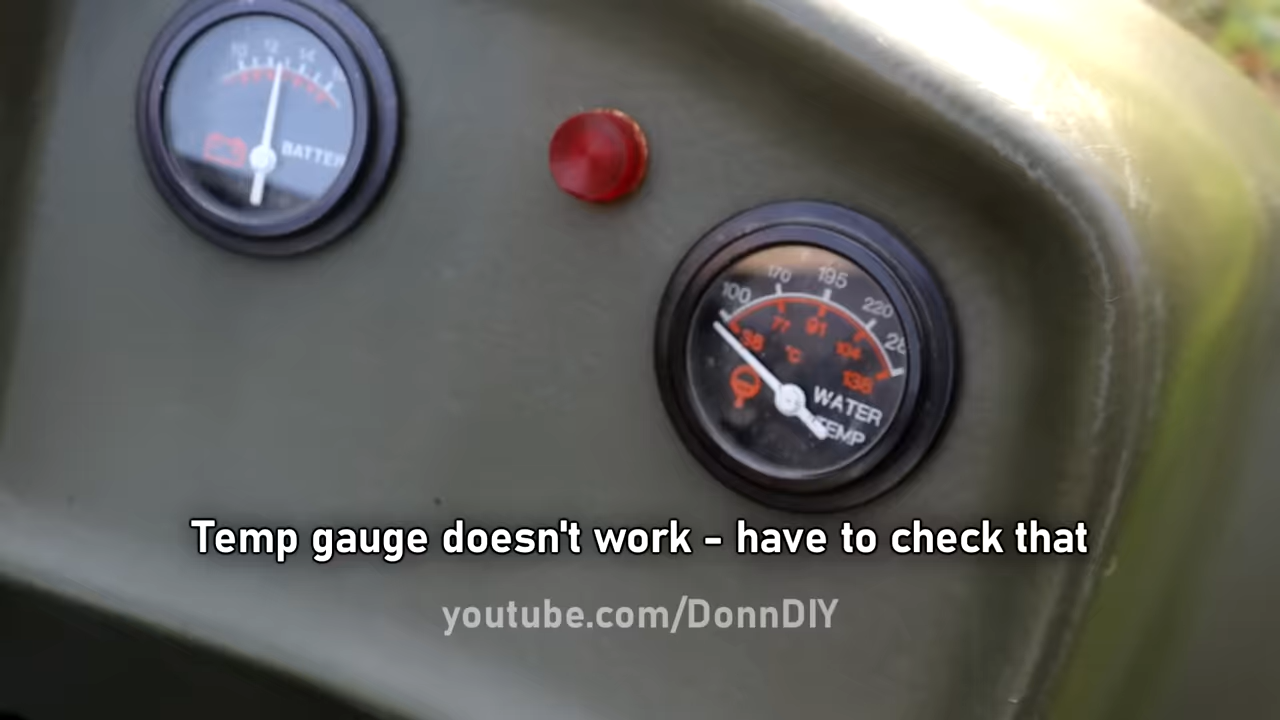 10 12 14
BATTER
100 170 195 220
38 77 91 104 138
°C
WATER
TEMP
Temp gauge doesn't work - have to check that
youtube.com/DonnDIY